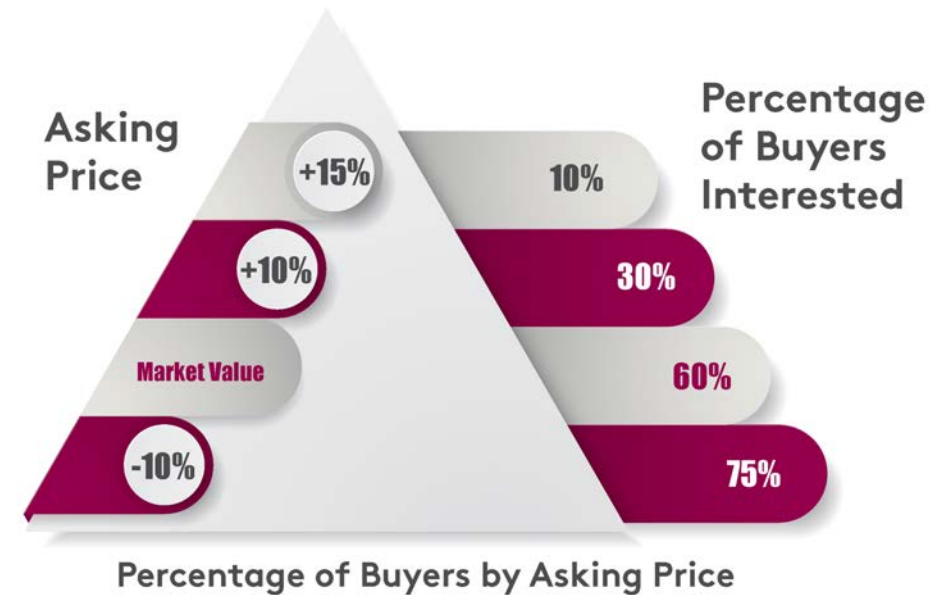 Asking
Price
Percentage
of Buyers
Interested
+15%
10%
+10%
30%
Market Value
60%
-10%
75%
Percentage of Buyers by Asking Price